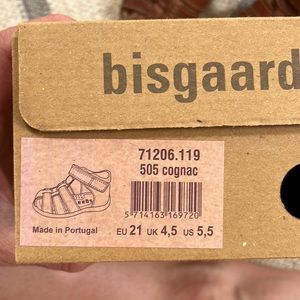 bisgaard
71206.119
505 cognac
5 714163 169720
Made in Portugal
EU 21 UK 4,5 US 5,5